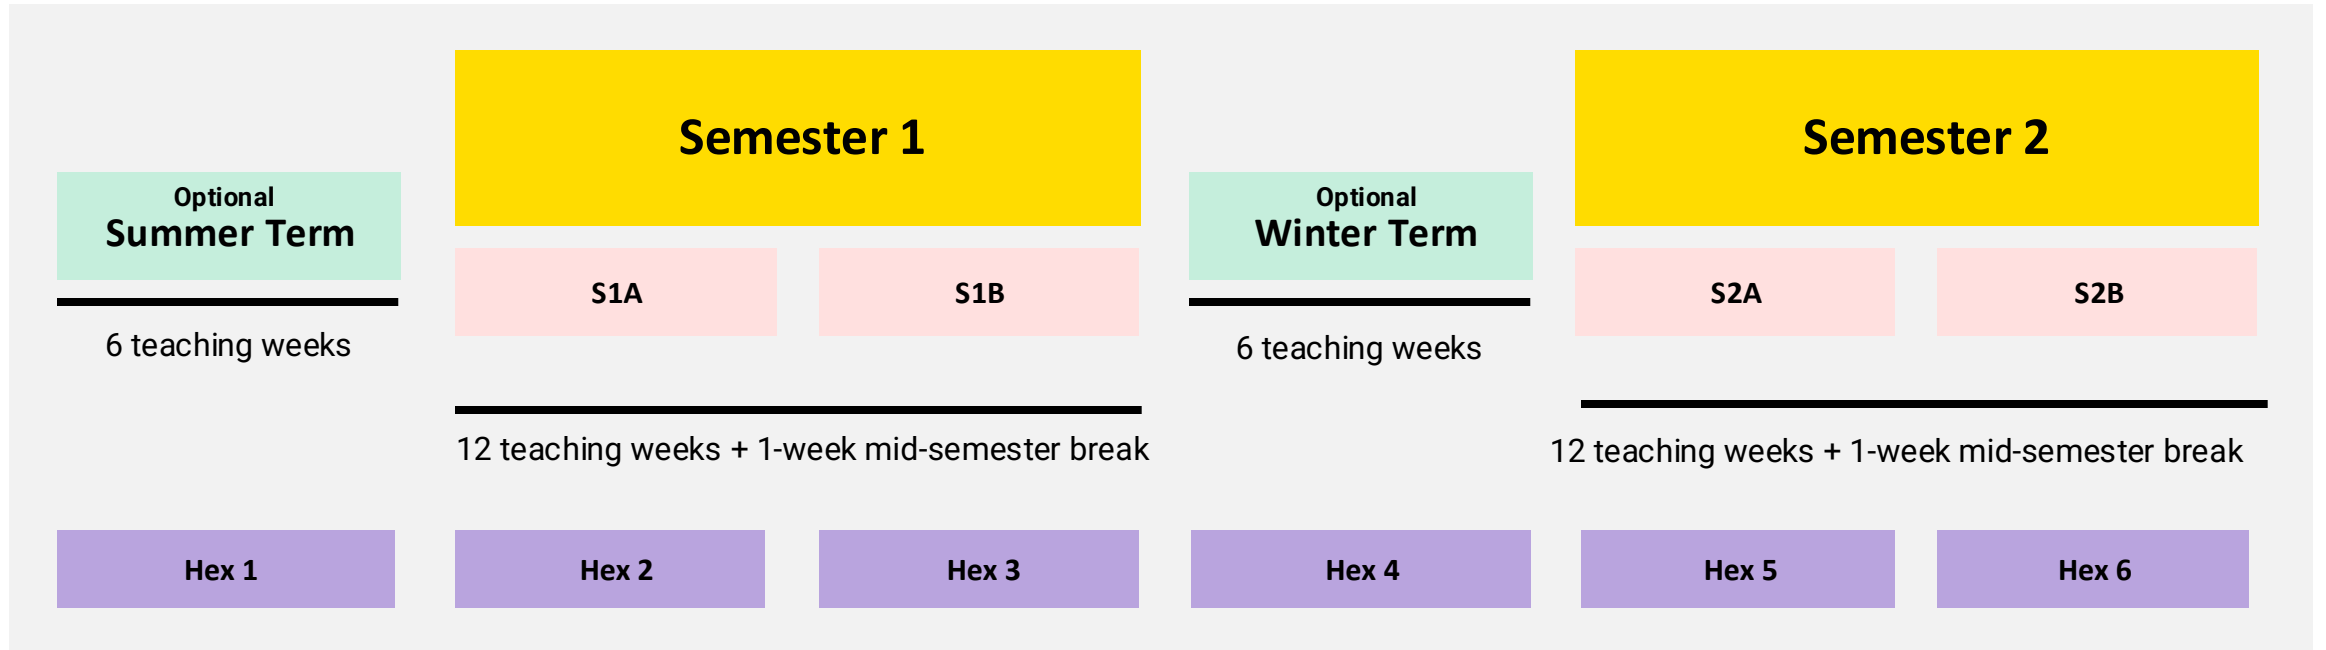 Semester 1
Semester 2
Optional
Summer Term
Optional
Winter Term
S1A
S1B
S2A
S2B
6 teaching weeks
6 teaching weeks
12 teaching weeks + 1-week mid-semester break
12 teaching weeks + 1-week mid-semester break
Hex 1
Hex 2
Hex 3
Hex 4
Hex 5
Hex 6